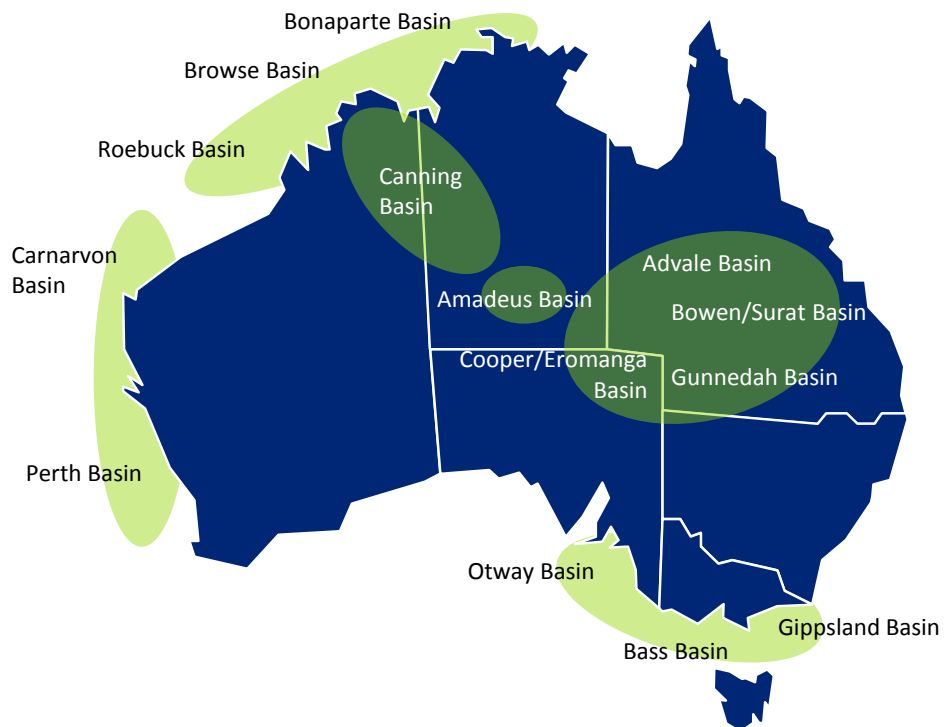 Bonaparte Basin
Browse Basin
Roebuck Basin
Canning
Basin
Carnarvon
Basin
Advale Basin
Amadeus Basin
Bowen/Surat Basin
Cooper/Eromanga
Basin
Gunnedah Basin
Perth Basin
Otway Basin
Gippsland Basin
Bass Basin